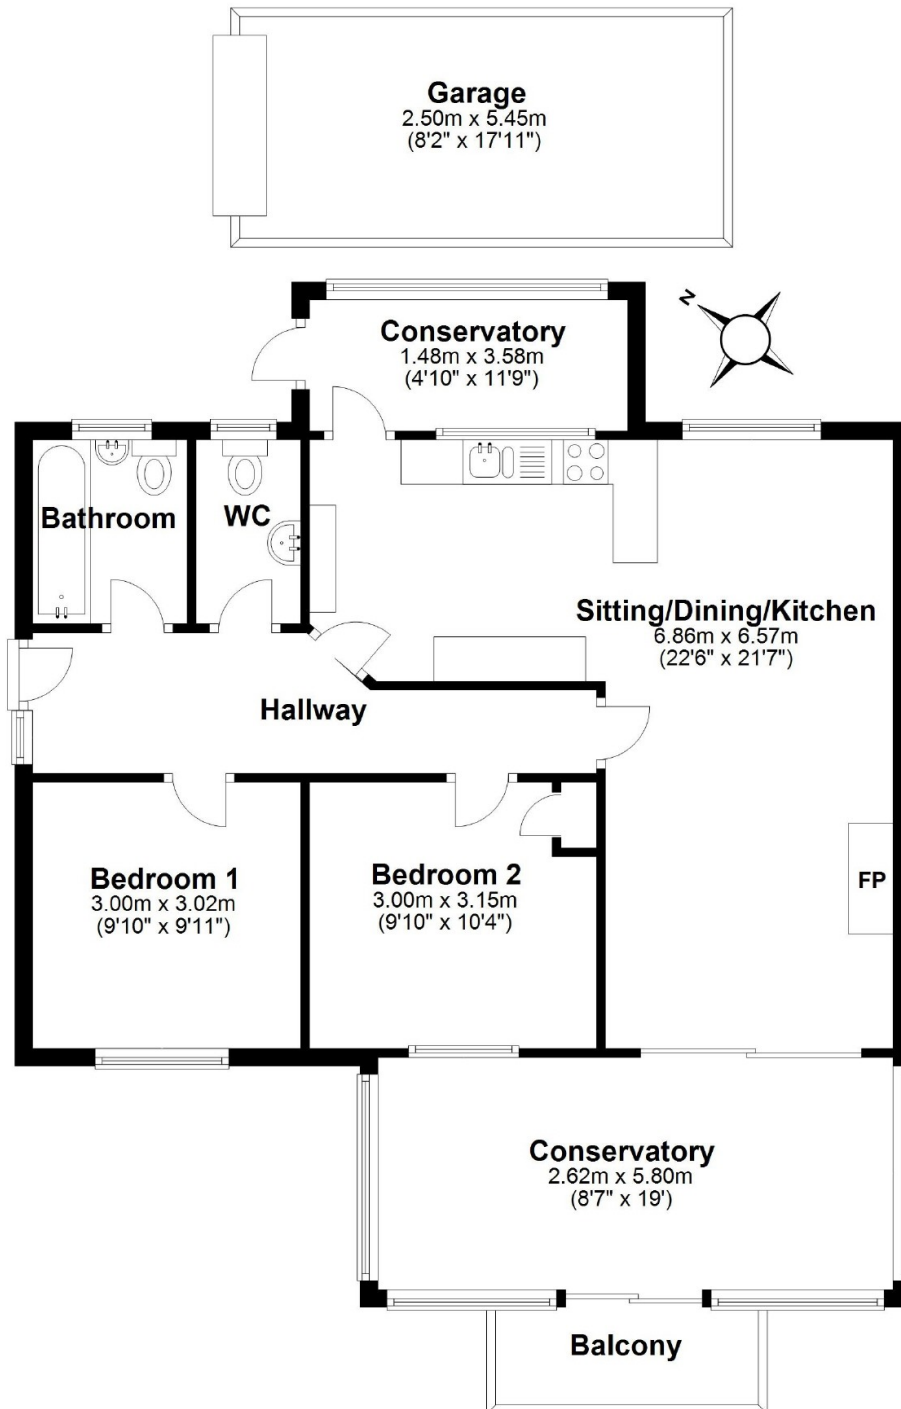 Garage
2.50m x 5.45m
(8'2" x 17'11")
N
Conservatory
1.48m x 3.58m
(4'10" x 11'9")
Bathroom
WC
Sitting/Dining/Kitchen
6.86m x 6.57m
(22'6" x 21'7")
Hallway
Bedroom 1
3.00m x 3.02m
(9'10" x 9'11")
Bedroom 2
3.00m x 3.15m
(9'10" x 10'4")
FP
Conservatory
2.62m x 5.80m
(8'7" x 19')
Balcony